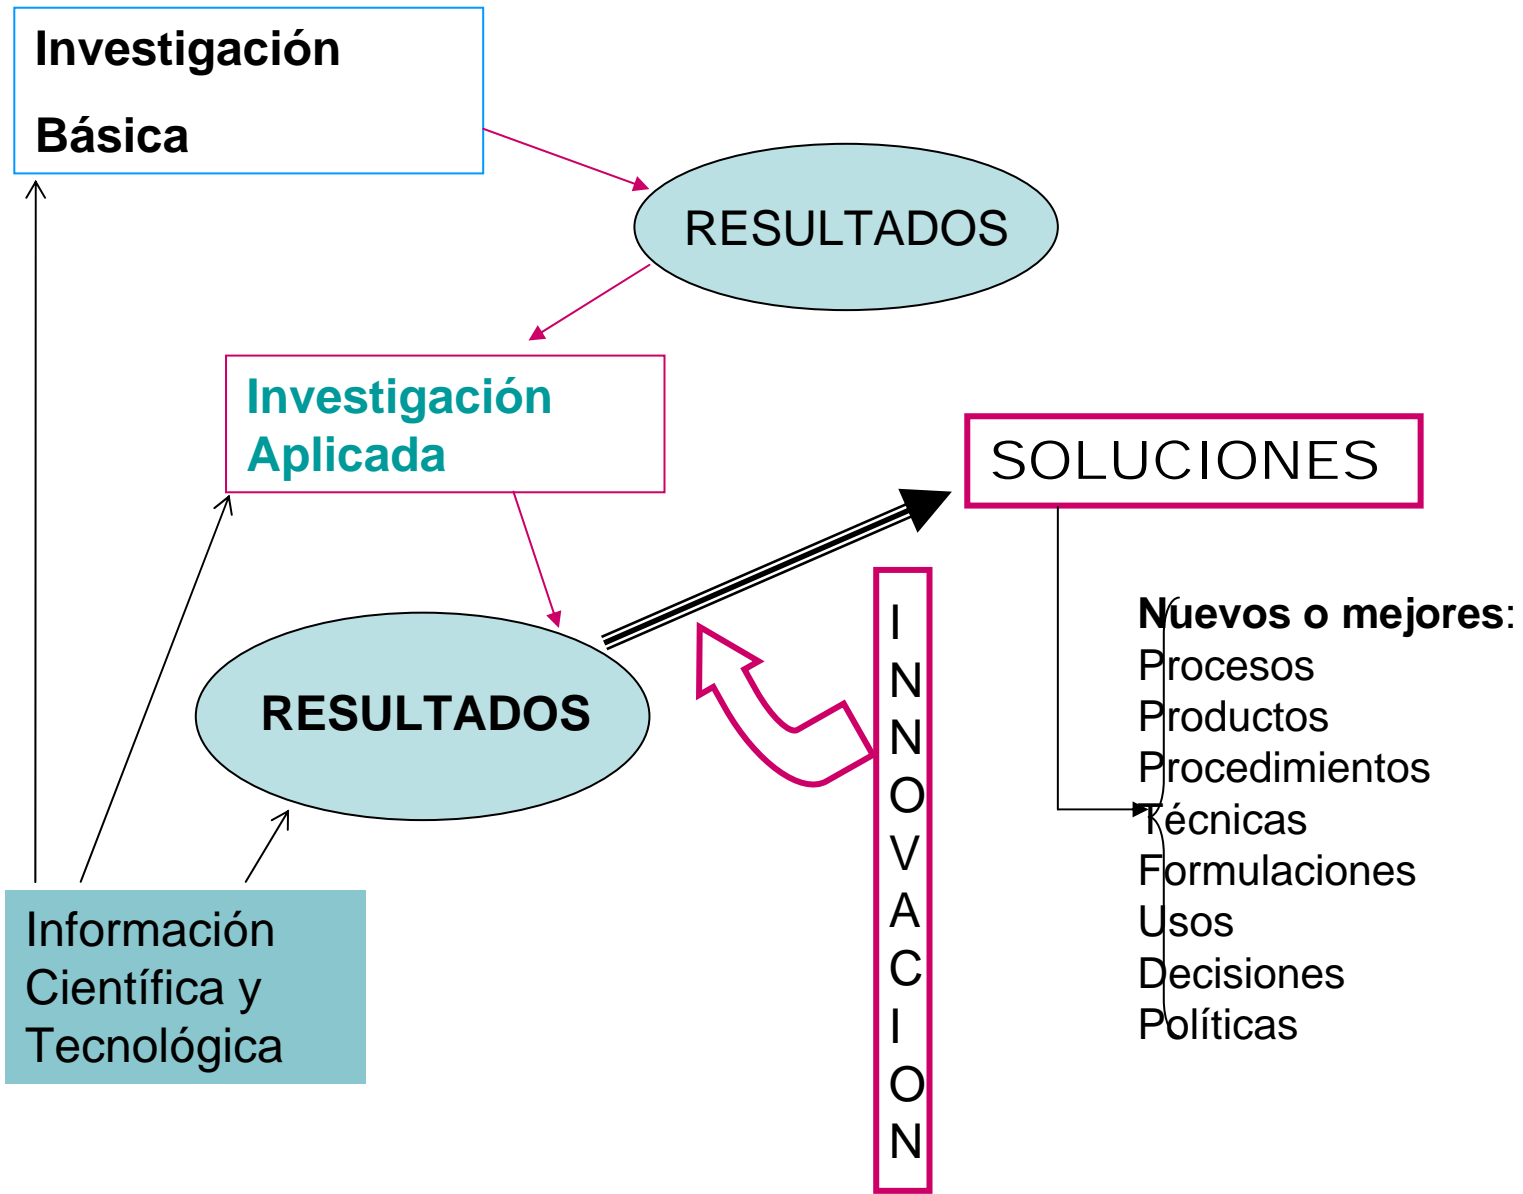 Investigación
Básica
RESULTADOS
Investigación
Aplicada
SOLUCIONES
RESULTADOS
INNOVACION
Nuevos o mejores:
Procesos
Productos
Procedimientos
Técnicas
Formulaciones
Usos
Decisiones
Políticas
Información
Científica y
Tecnológica